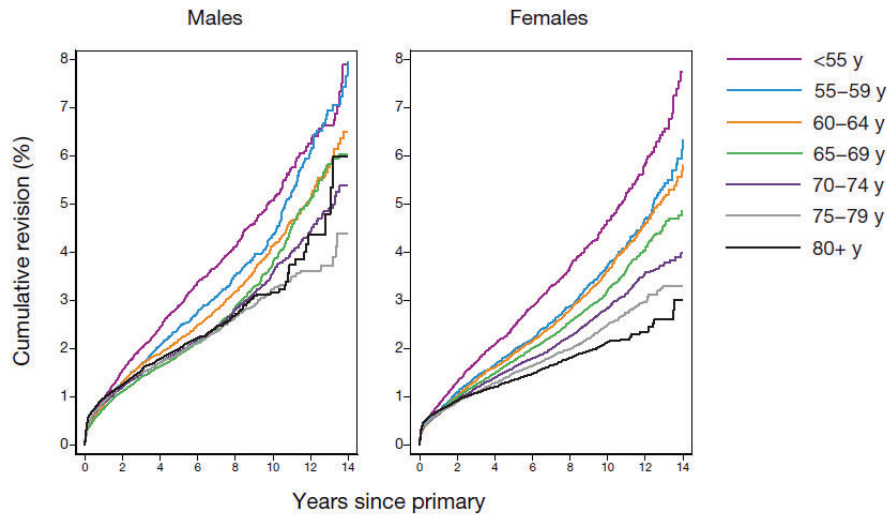 Males
Females
Cumulative revision (%)
8
7
6
5
4
3
2
1
0
0 2 4 6 8 10 12 14
8
7
6
5
4
3
2
1
0
0 2 4 6 8 10 12 14
Years since primary
<55 y
55–59 y
60–64 y
65–69 y
70–74 y
75–79 y
80+ y